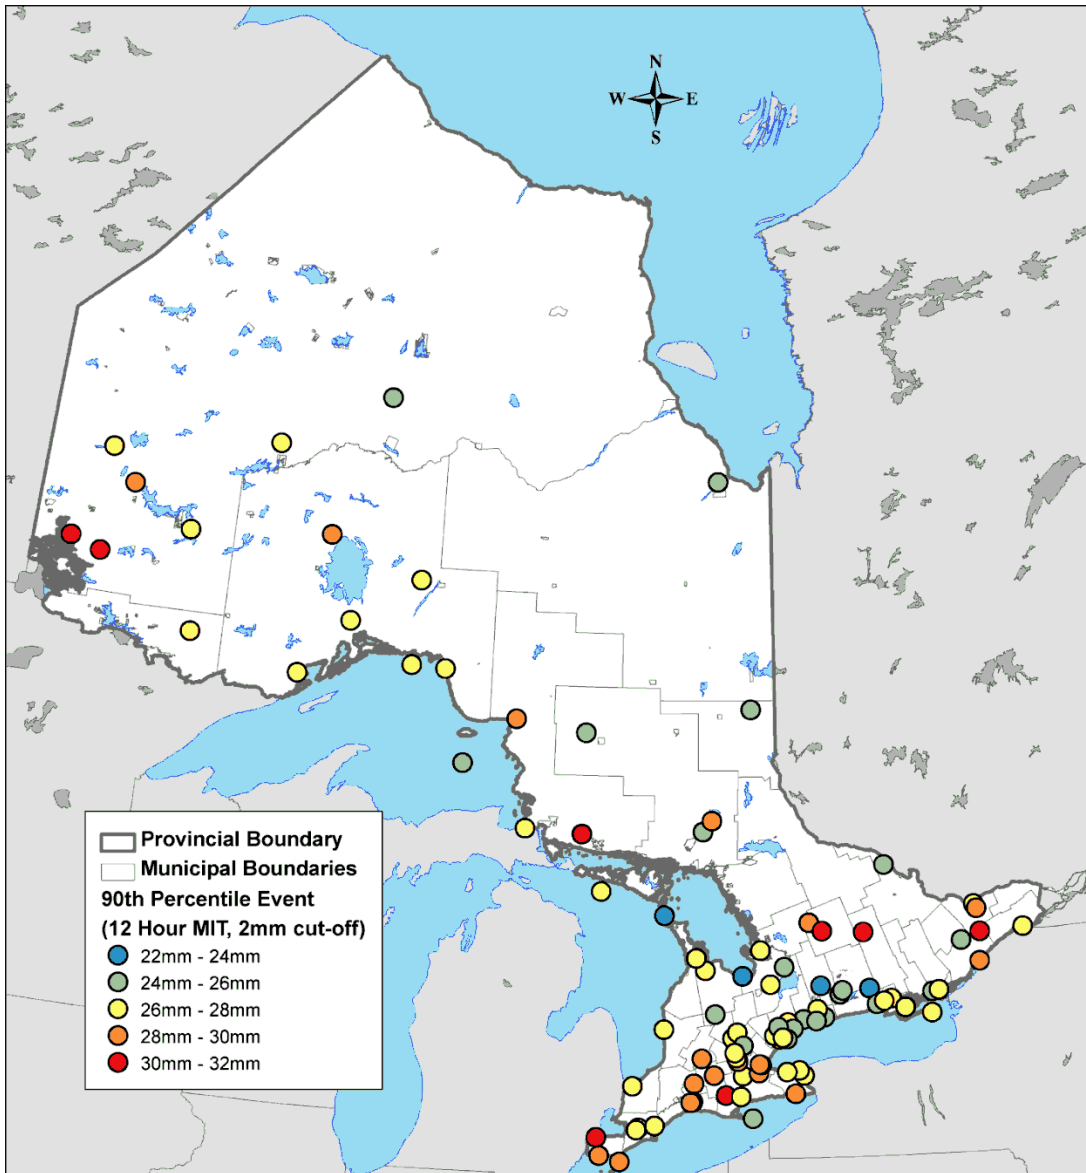 N
W E
S
Provincial Boundary
Municipal Boundaries
90th Percentile Event
(12 Hour MIT, 2mm cut-off)
22mm - 24mm
24mm - 26mm
26mm - 28mm
28mm - 30mm
30mm - 32mm